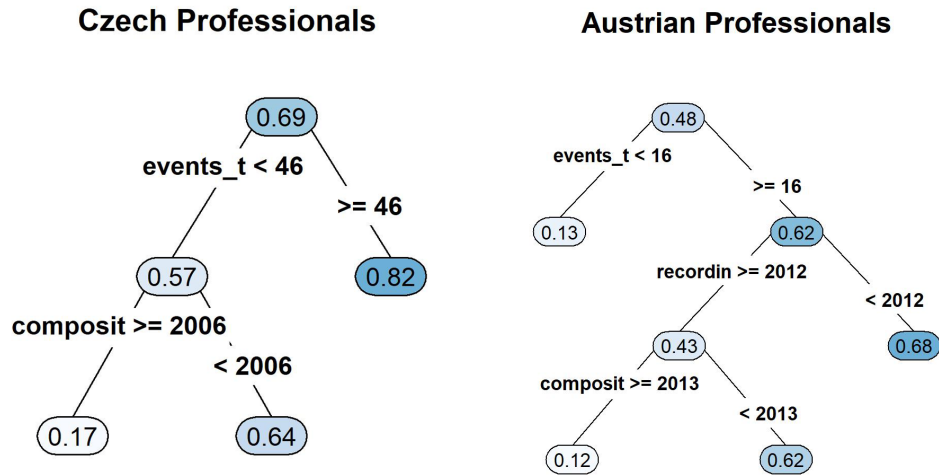 Czech Professionals
0.69
events_t < 46
>= 46
0.57
0.82
composit >= 2006
< 2006
0.17
0.64
Austrian Professionals
0.48
events_t < 16
>= 16
0.13
0.62
recordin >= 2012
< 2012
0.43
0.68
composit >= 2013
< 2013
0.12
0.62